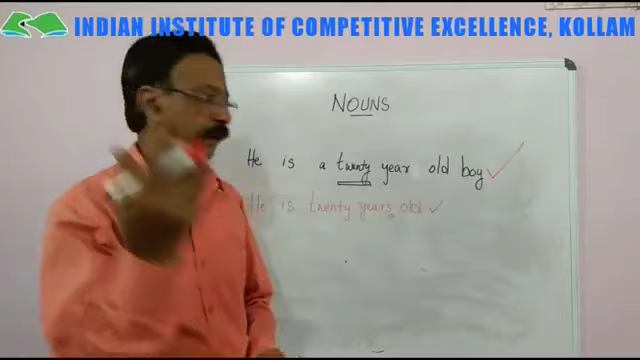 INDIAN INSTITUTE OF COMPETITIVE EXCELLENCE, KOLLAM
NOUNS
He is a twenty year old boy ✓
He is twenty years old ✓